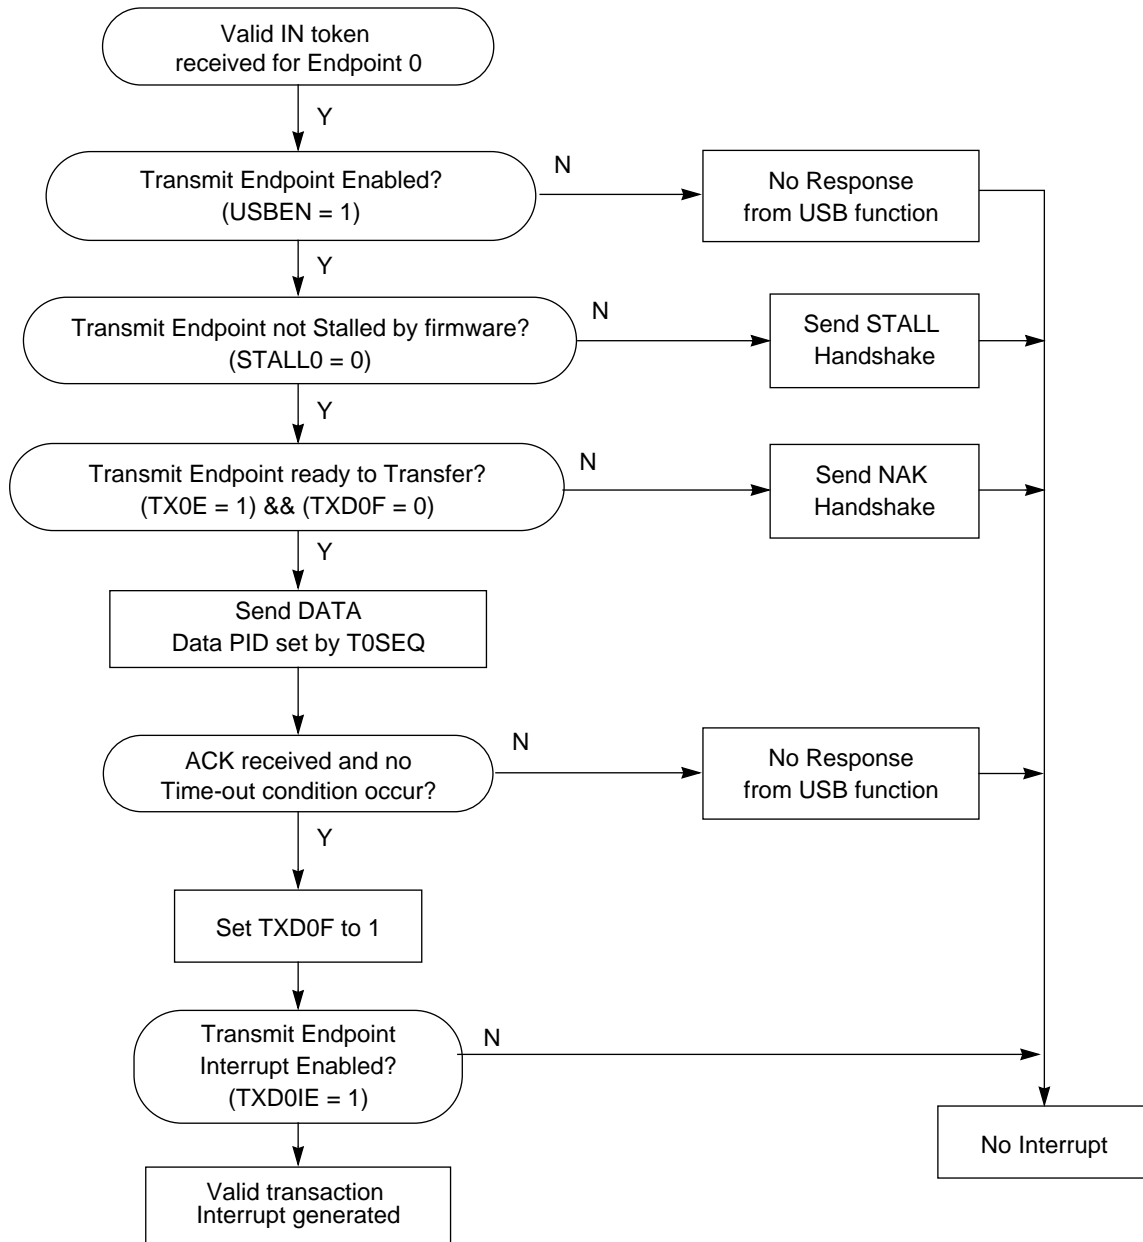 Valid IN token
received for Endpoint 0
Y
Transmit Endpoint Enabled?
(USBEN = 1)
N
No Response
from USB function
Y
Transmit Endpoint not Stalled by firmware?
(STALL0 = 0)
N
Send STALL
Handshake
Y
Transmit Endpoint ready to Transfer?
(TX0E = 1) && (TXD0F = 0)
N
Send NAK
Handshake
Y
Send DATA
Data PID set by T0SEQ
ACK received and no
Time-out condition occur?
N
No Response
from USB function
Y
Set TXD0F to 1
Transmit Endpoint
Interrupt Enabled?
(TXD0IE = 1)
N
No Interrupt
Valid transaction
Interrupt generated